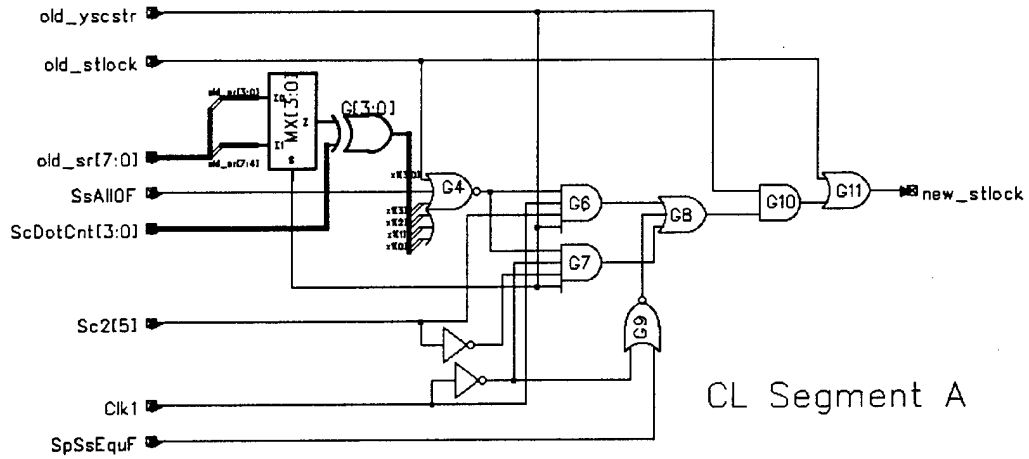 old_yscstr
old_stlock
old_sr[3:0]
I0
MX[3:0]
Z
G[3:0]
old_sr[7:0]
I1
S
old_sr[7:4]
SsAll0F
G4
G6
G8
G10
G11
new_stlock
ScDotCnt[3:0]
G7
Sc2[5]
G9
Clk1
CL Segment A
SpSsEquF